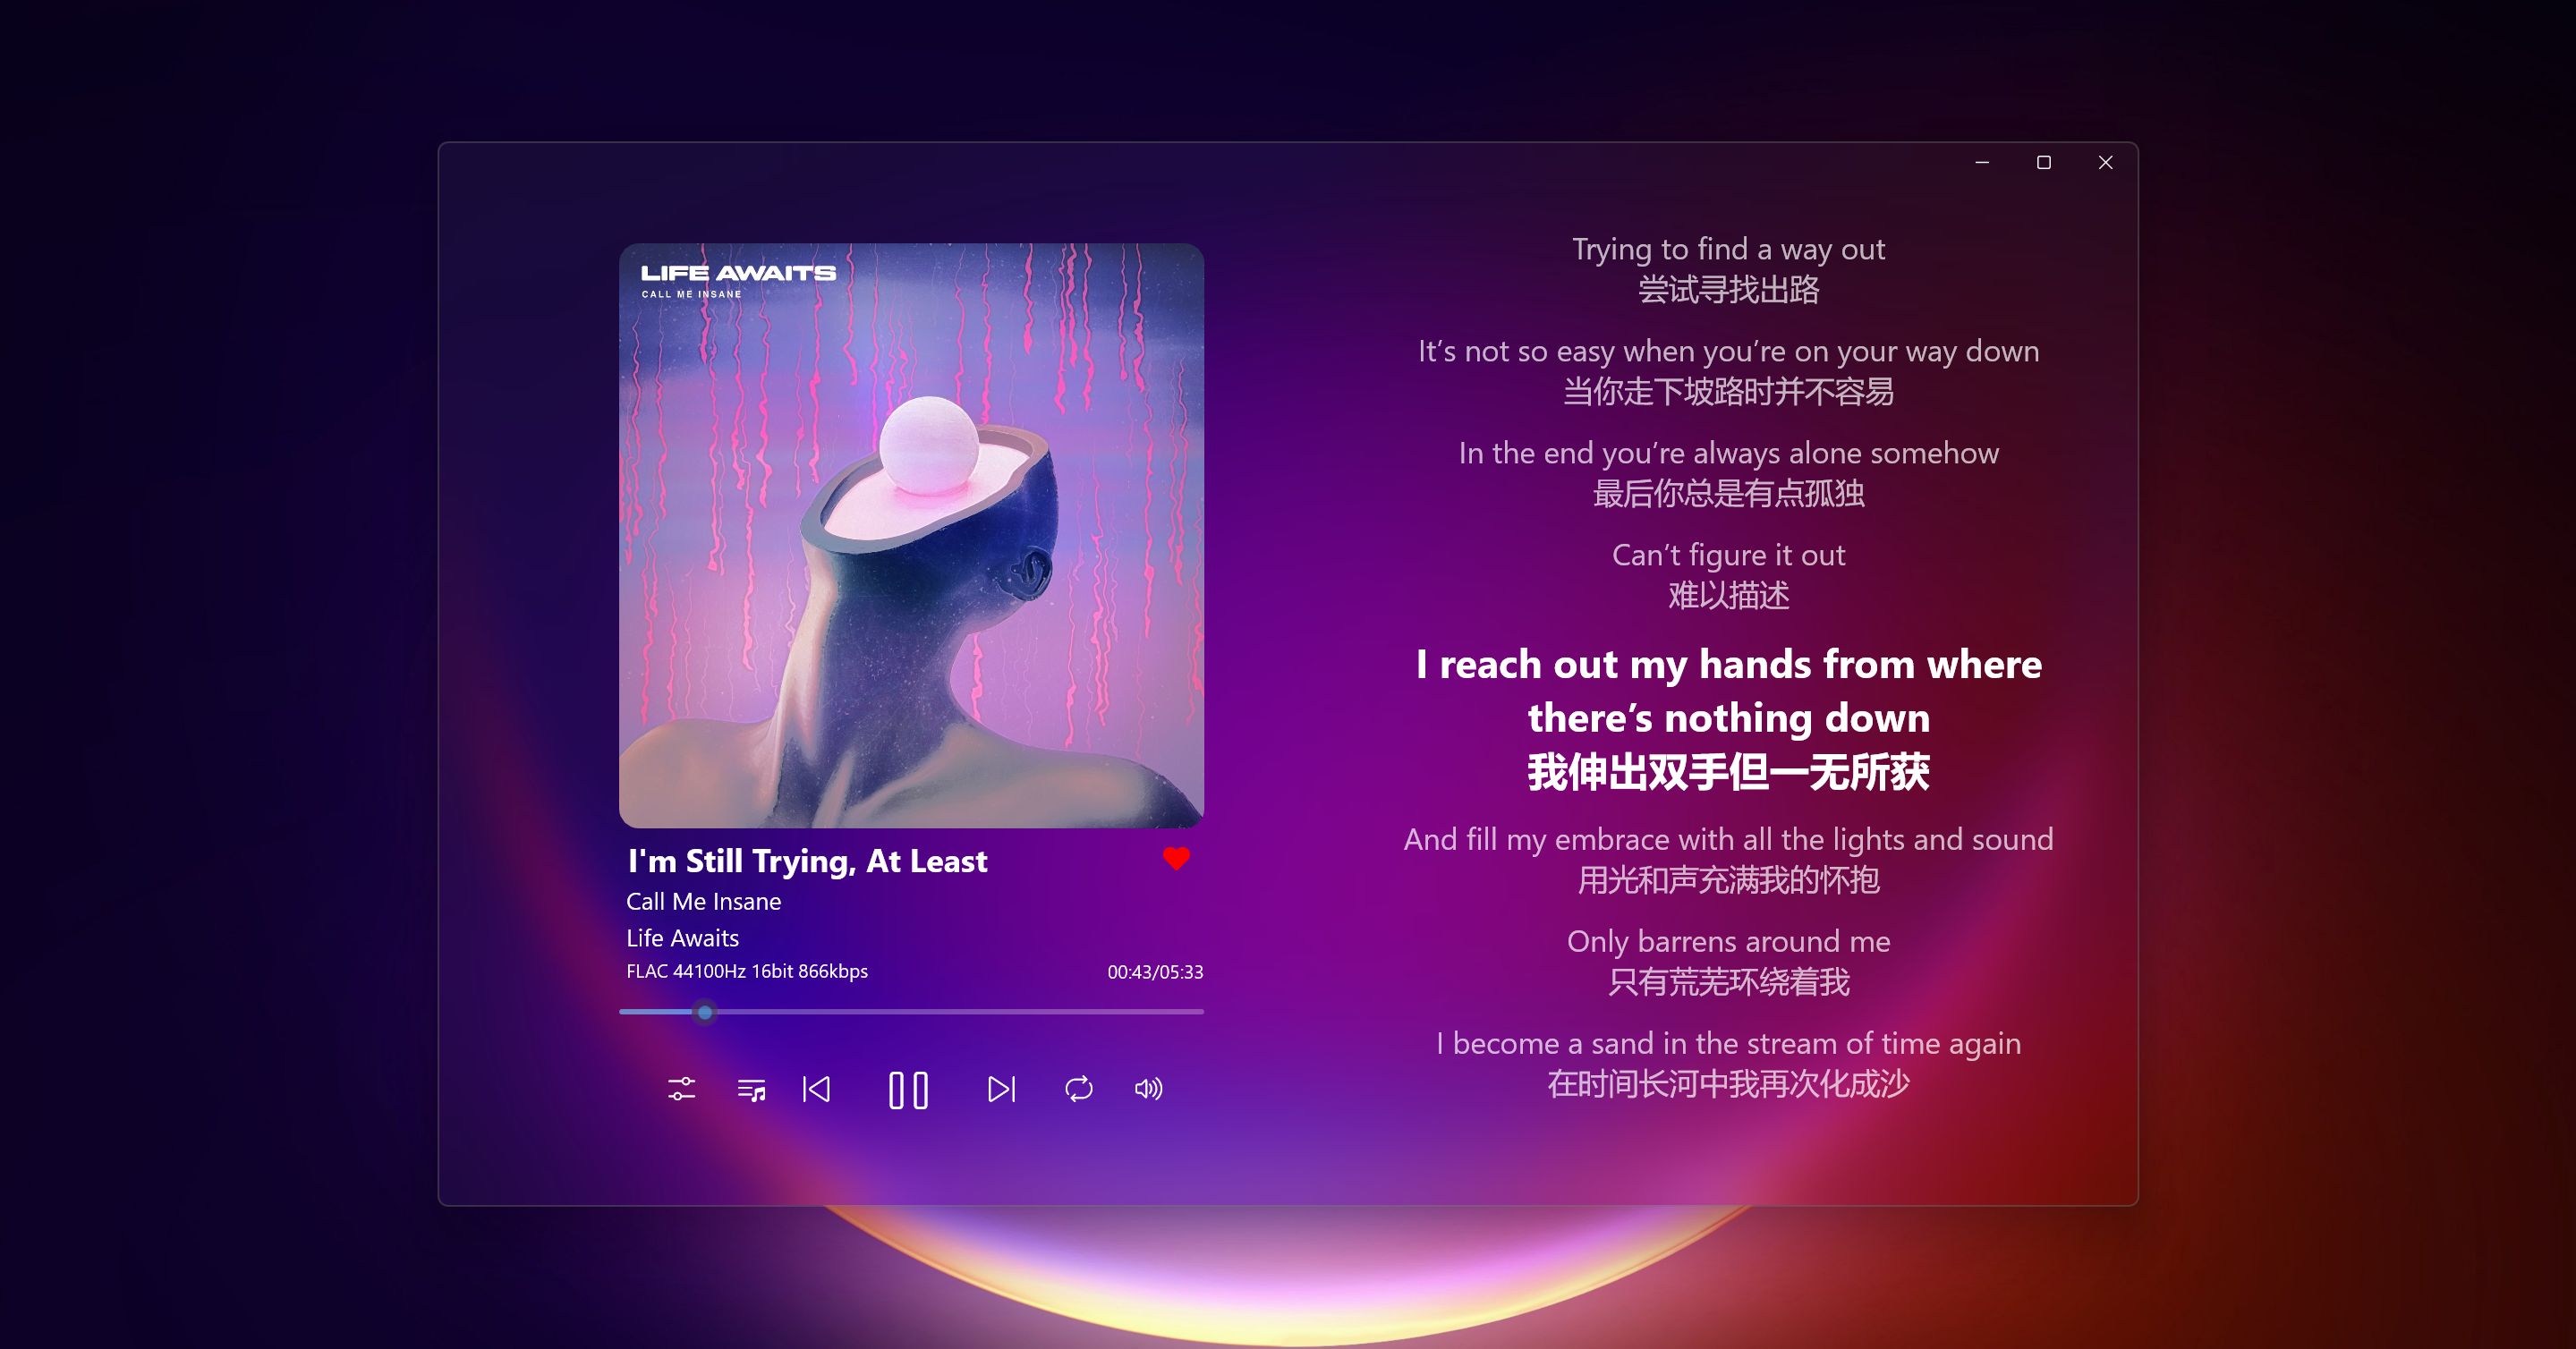 LIFE AWAITS
CALL ME INSANE
I'm Still Trying, At Least
Call Me Insane
Life Awaits
FLAC 44100Hz 16bit 866kbps
00:43/05:33
Trying to find a way out
尝试寻找出路
It’s not so easy when you’re on your way down
当你走下坡路时并不容易
In the end you’re always alone somehow
最后你总是有点孤独
Can’t figure it out
难以描述
I reach out my hands from where
there’s nothing down
我伸出双手但一无所获
And fill my embrace with all the lights and sound
用光和声充满我的怀抱
Only barrens around me
只有荒芜环绕着我
I become a sand in the stream of time again
在时间长河中我再次化成沙